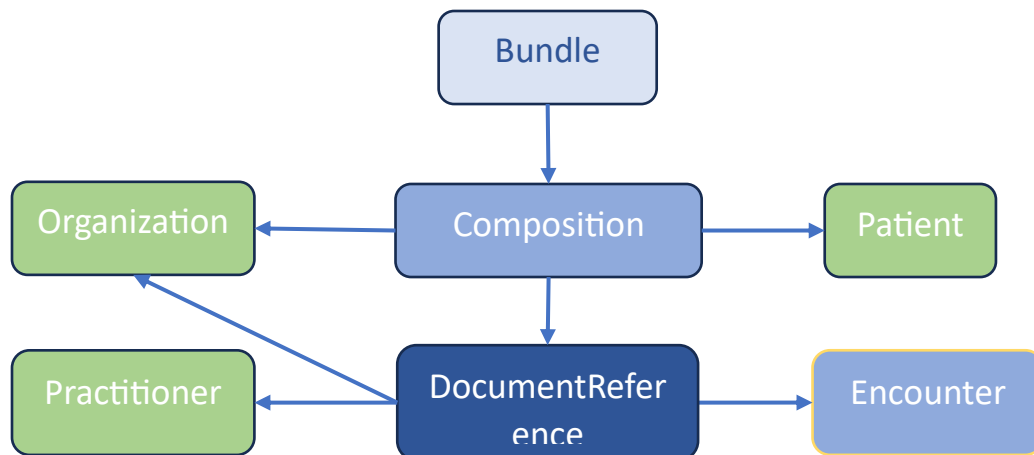 Bundle
Organization
Composition
Patient
Practitioner
DocumentRefer
ence
Encounter